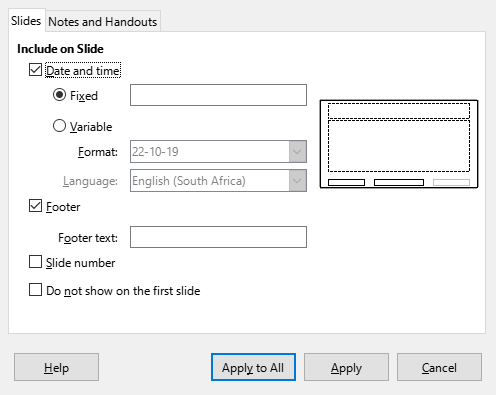 Slides Notes and Handouts
Include on Slide
Date and time
Fixed
Variable
Format: 22-10-19
Language: English (South Africa)
Footer
Footer text:
Slide number
Do not show on the first slide
Help Apply to All Apply Cancel